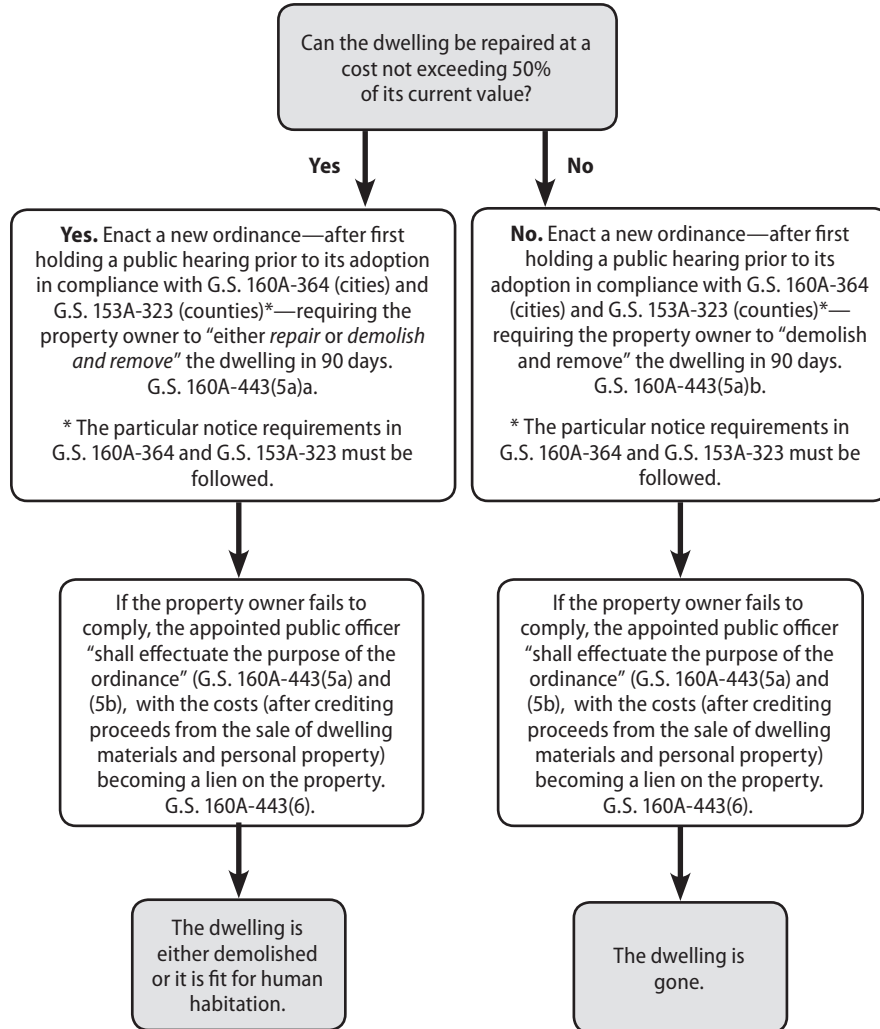 Can the dwelling be repaired at a
cost not exceeding 50%
of its current value?
Yes
No
Yes. Enact a new ordinance—after first
holding a public hearing prior to its adoption
in compliance with G.S. 160A-364 (cities) and
G.S. 153A-323 (counties)*—requiring the
property owner to “either repair or demolish
and remove” the dwelling in 90 days.
G.S. 160A-443(5a)a.
* The particular notice requirements in
G.S. 160A-364 and G.S. 153A-323 must be
followed.
No. Enact a new ordinance—after first
holding a public hearing prior to its
adoption in compliance with G.S. 160A-364
(cities) and G.S. 153A-323 (counties)*—
requiring the property owner to “demolish
and remove” the dwelling in 90 days.
G.S. 160A-443(5a)b.
* The particular notice requirements in
G.S. 160A-364 and G.S. 153A-323 must be
followed.
If the property owner fails to
comply, the appointed public officer
“shall effectuate the purpose of the
ordinance” (G.S. 160A-443(5a) and
(5b), with the costs (after crediting
proceeds from the sale of dwelling
materials and personal property)
becoming a lien on the property.
G.S. 160A-443(6).
If the property owner fails to
comply, the appointed public officer
“shall effectuate the purpose of the
ordinance” (G.S. 160A-443(5a) and
(5b), with the costs (after crediting
proceeds from the sale of dwelling
materials and personal property)
becoming a lien on the property.
G.S. 160A-443(6).
The dwelling is
either demolished
or it is fit for human
habitation.
The dwelling is
gone.